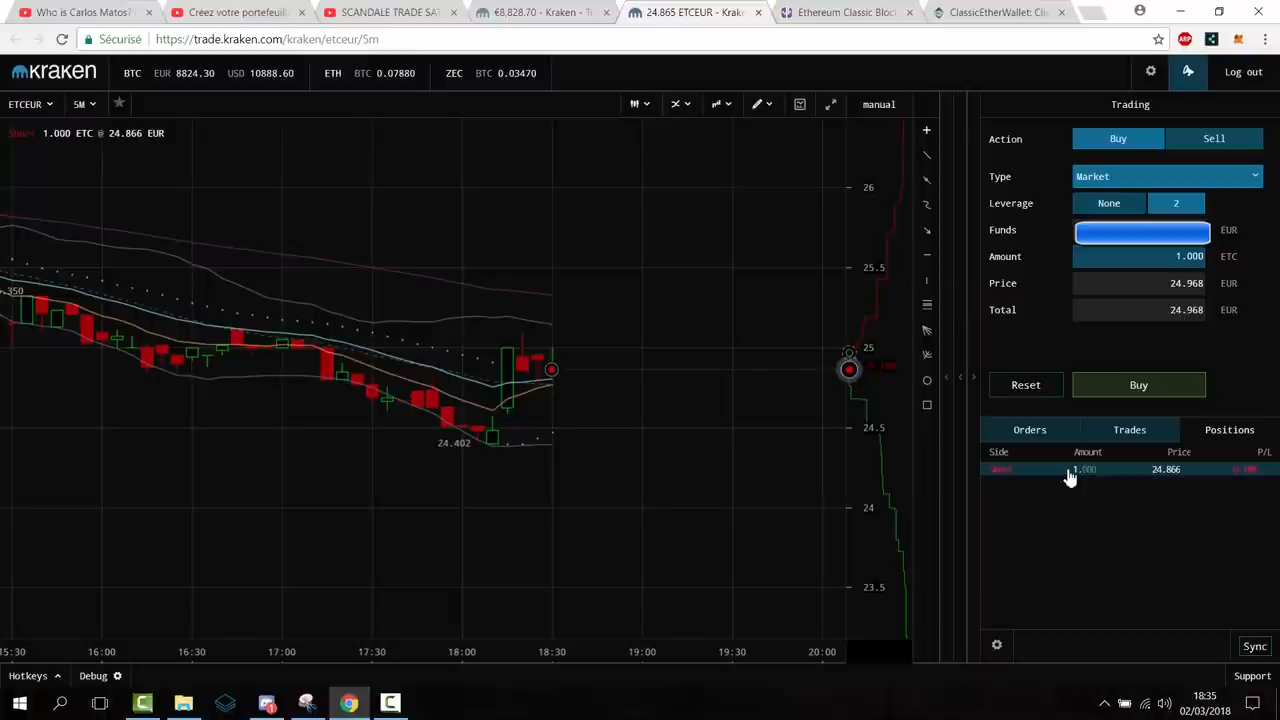 Who is Carlos Matos?
Créez votre portefeuill
SCANDALE TRADE SA
€8,828.70 - Kraken - T
24.865 ETCEUR - Krake
Ethereum Classic Bloc
ClassicEtherWallet: Cli
Sécurisé
https://trade.kraken.com/kraken/etceur/5m
ABP
kraken
BTC EUR 8824.30 USD 10888.60
ETH BTC 0.07880
ZEC BTC 0.03470
Log out
ETCEUR
5M
manual
Trading
Short 1.000 ETC @ 24.866 EUR
Action
Buy
Sell
Type
Market
Leverage
None
2
Funds
EUR
Amount
1.000
ETC
Price
24.968
EUR
Total
24.968
EUR
Reset
Buy
Orders
Trades
Positions
Side
Amount
Price
P/L
Short
1.000
24.866
26
25.5
25
24.5
24
23.5
.350
24.402
15:30
16:00
16:30
17:00
17:30
18:00
18:30
19:00
19:30
20:00
Sync
Hotkeys
Debug
Support
18:35
02/03/2018